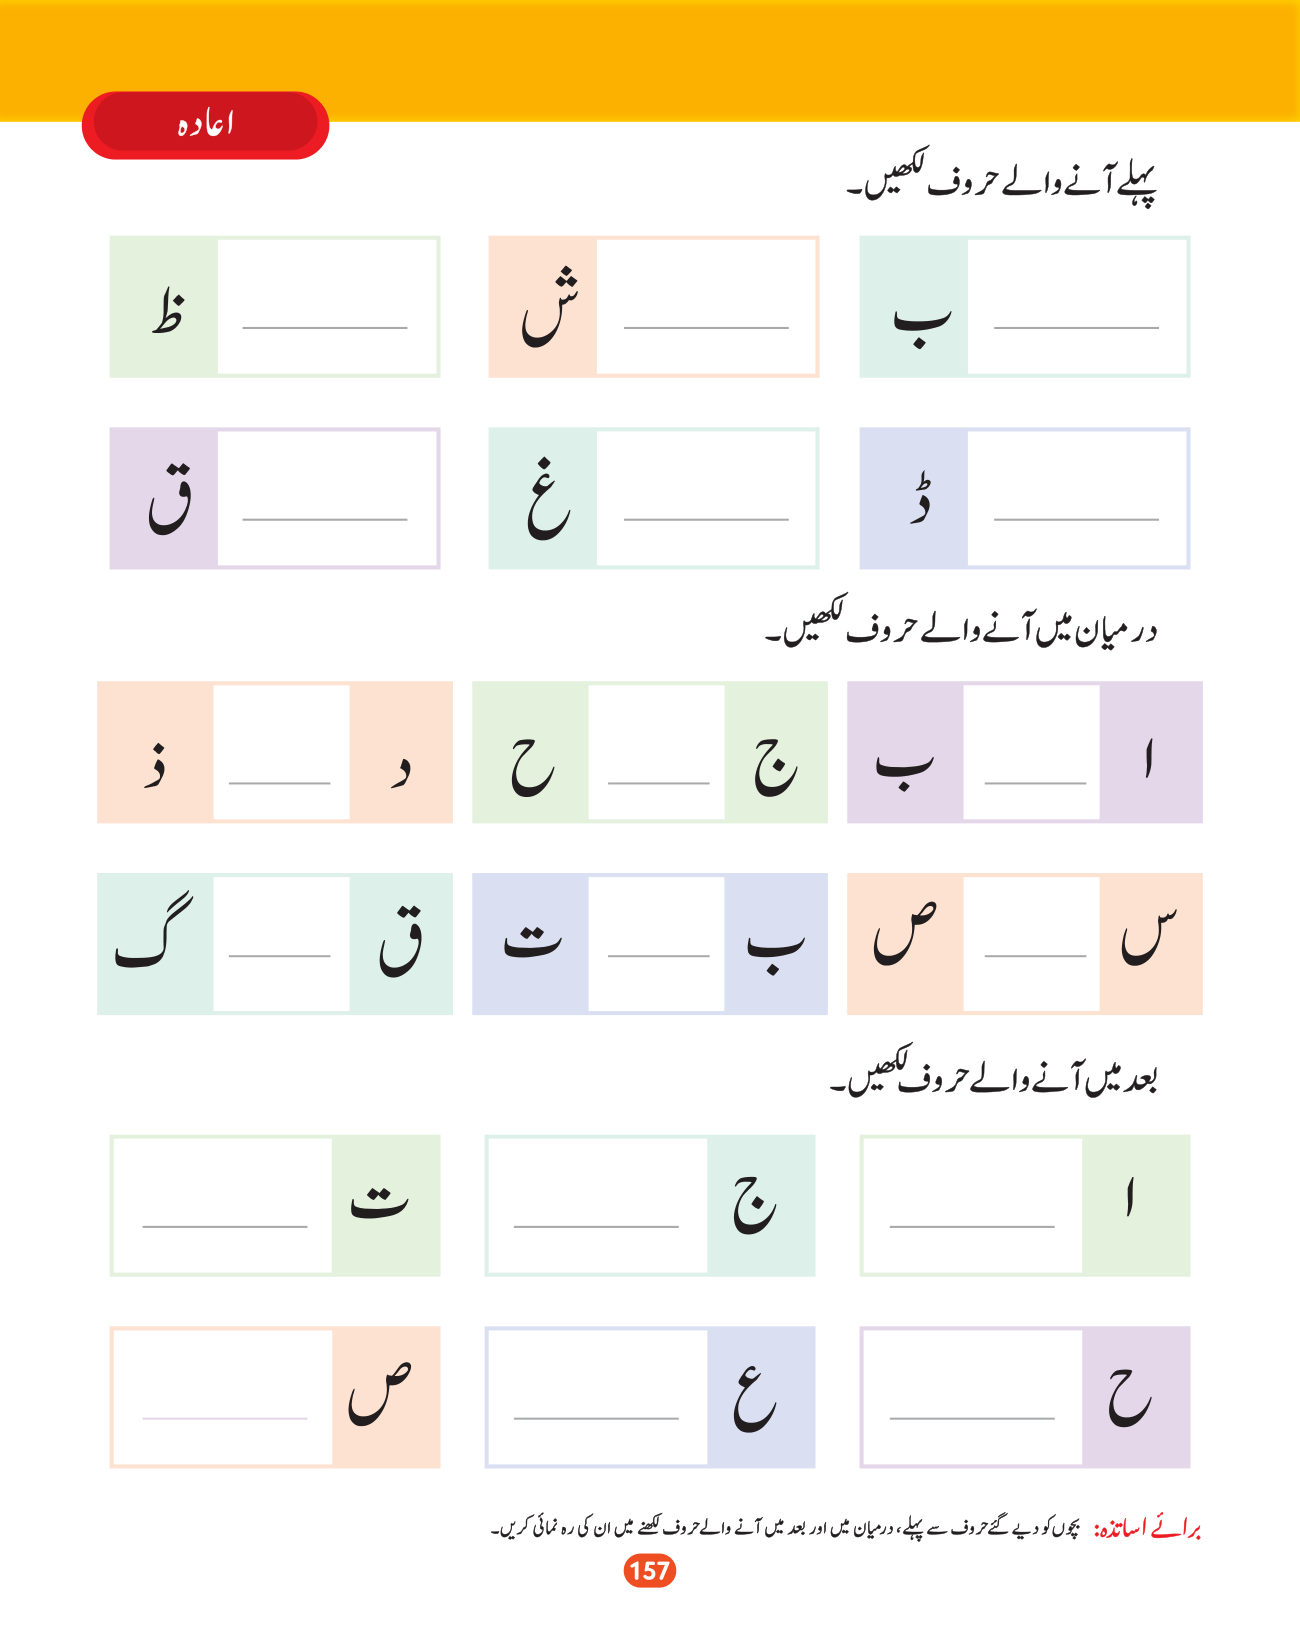 اعادہ
پہلے آنے والے حروف لکھیں۔
ب ش ظ
ڈ غ ق
درمیان میں آنے والے حروف لکھیں۔
ا ب ج ح د ذ
س ص ب ت ق گ
بعد میں آنے والے حروف لکھیں۔
ا ج ت
ح ع ص
برائے اساتذہ: بچوں کو دیے گئے حروف سے پہلے، درمیان میں اور بعد میں آنے والے حروف لکھنے میں ان کی رہ نمائی کریں۔
157